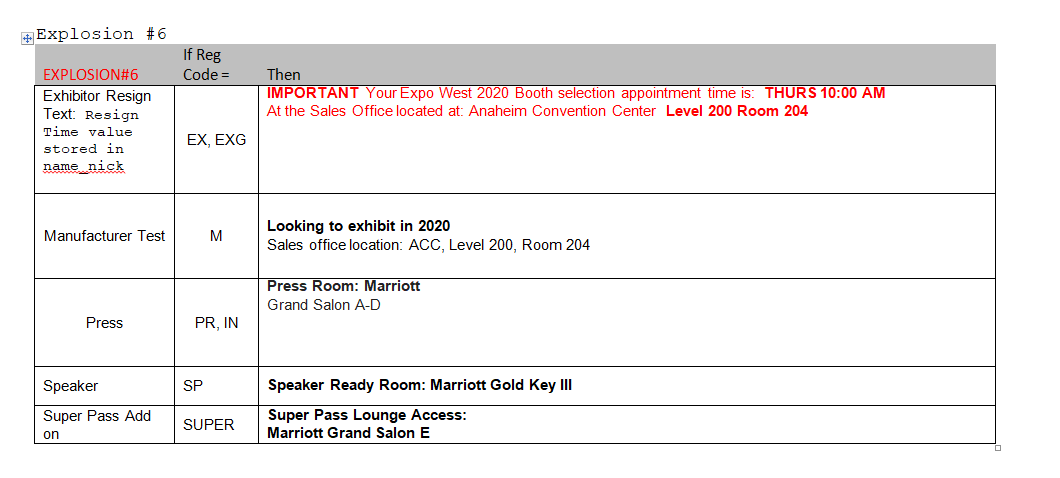 Explosion #6
EXPLOSION#6
If Reg
Code =
Then
Exhibitor Resign
Text: Resign
Time value
stored in
name_nick
EX, EXG
IMPORTANT Your Expo West 2020 Booth selection appointment time is: THURS 10:00 AM
At the Sales Office located at: Anaheim Convention Center Level 200 Room 204
Manufacturer Test
M
Looking to exhibit in 2020
Sales office location: ACC, Level 200, Room 204
Press
PR, IN
Press Room: Marriott
Grand Salon A-D
Speaker
SP
Speaker Ready Room: Marriott Gold Key III
Super Pass Add
on
SUPER
Super Pass Lounge Access:
Marriott Grand Salon E